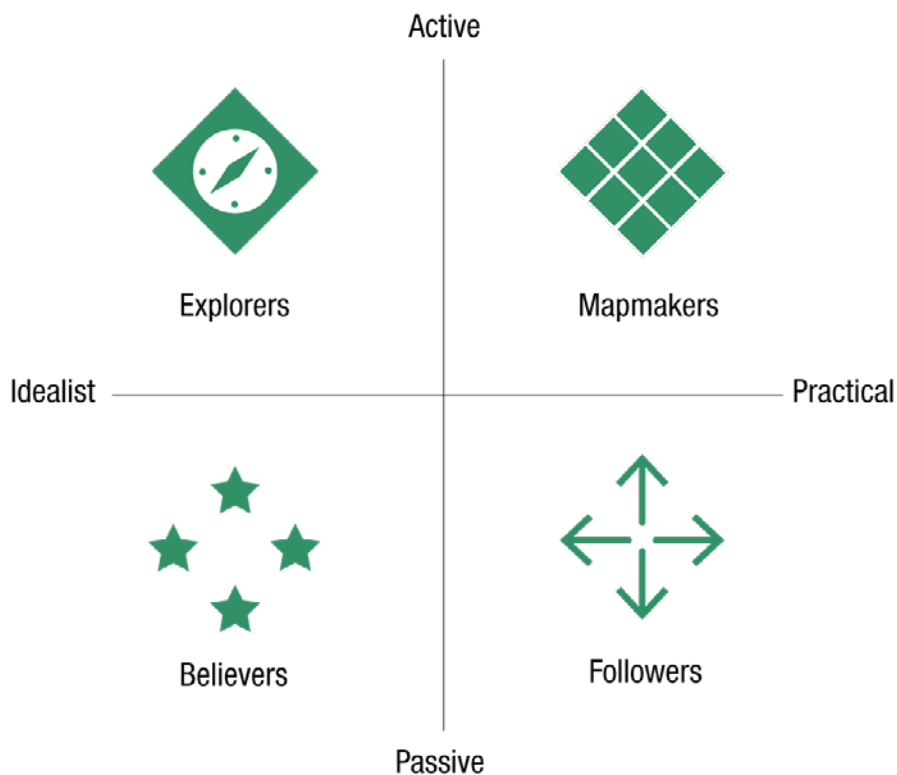 Active
Explorers
Mapmakers
Idealist
Practical
Believers
Followers
Passive